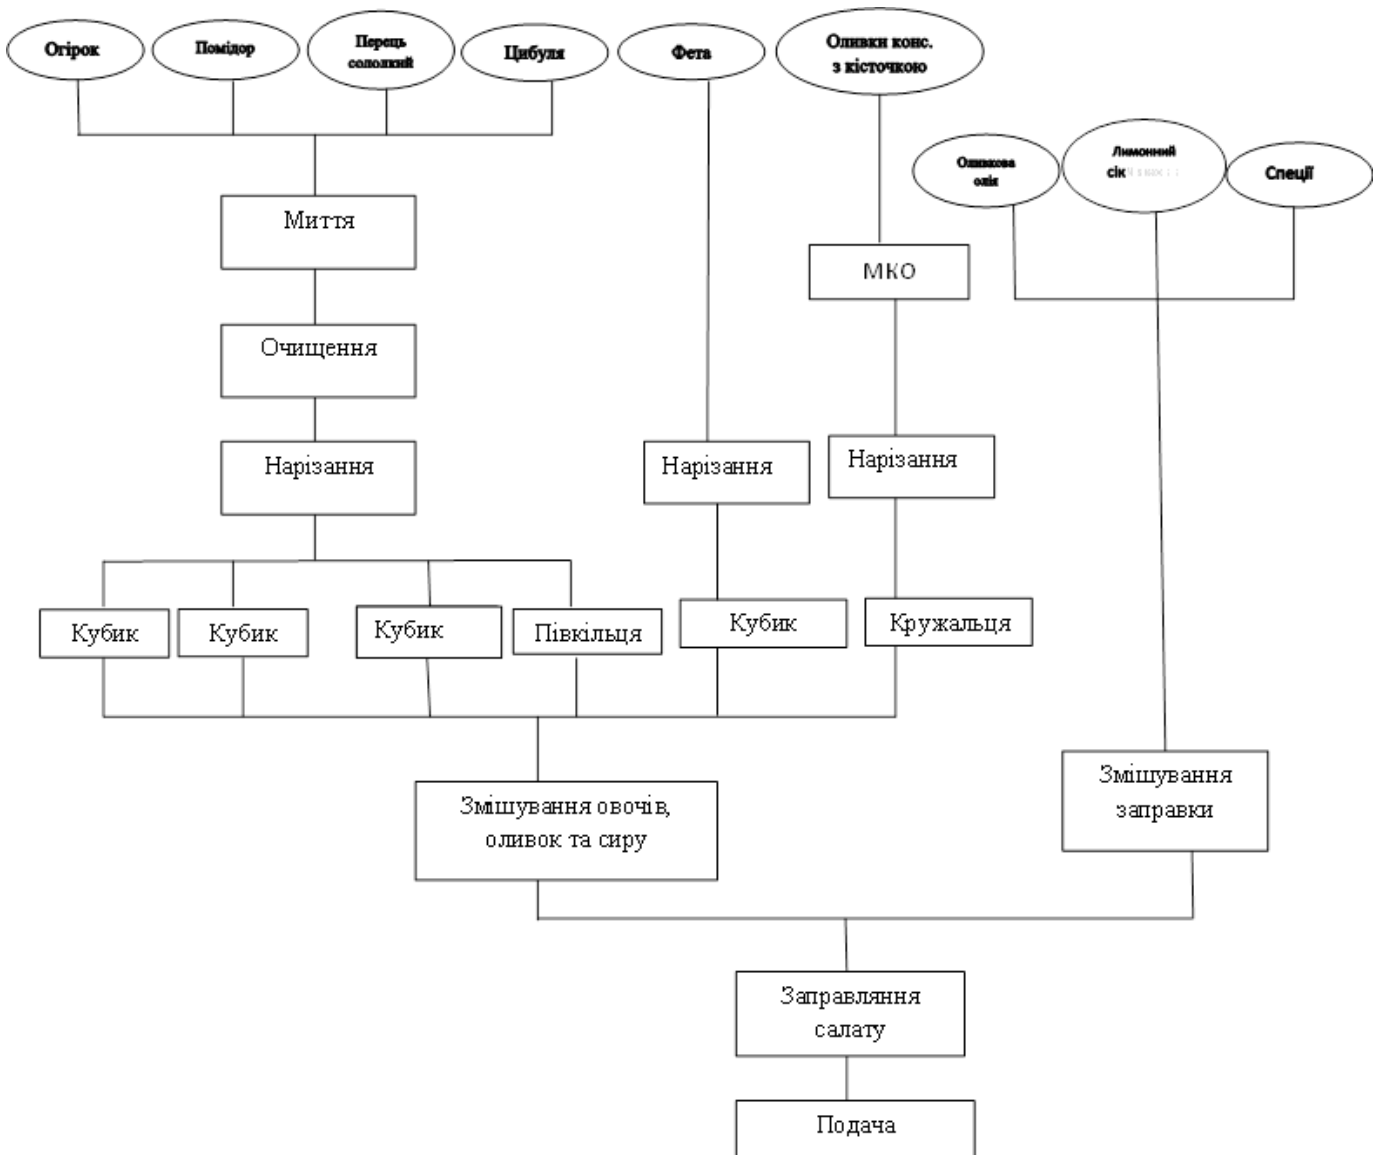 Огірок
Помідор
Перець
солодкий
Цибуля
Фета
Оливки конс.
з кісточкою
Оливкова
олія
Лимонний
сік
Спеції
Миття
МКО
Очищення
Нарізання
Нарізання
Нарізання
Кубик
Кубик
Кубик
Півкільця
Кубик
Кружальця
Змішування овочів,
оливок та сиру
Змішування
заправки
Заправляння
салату
Подача